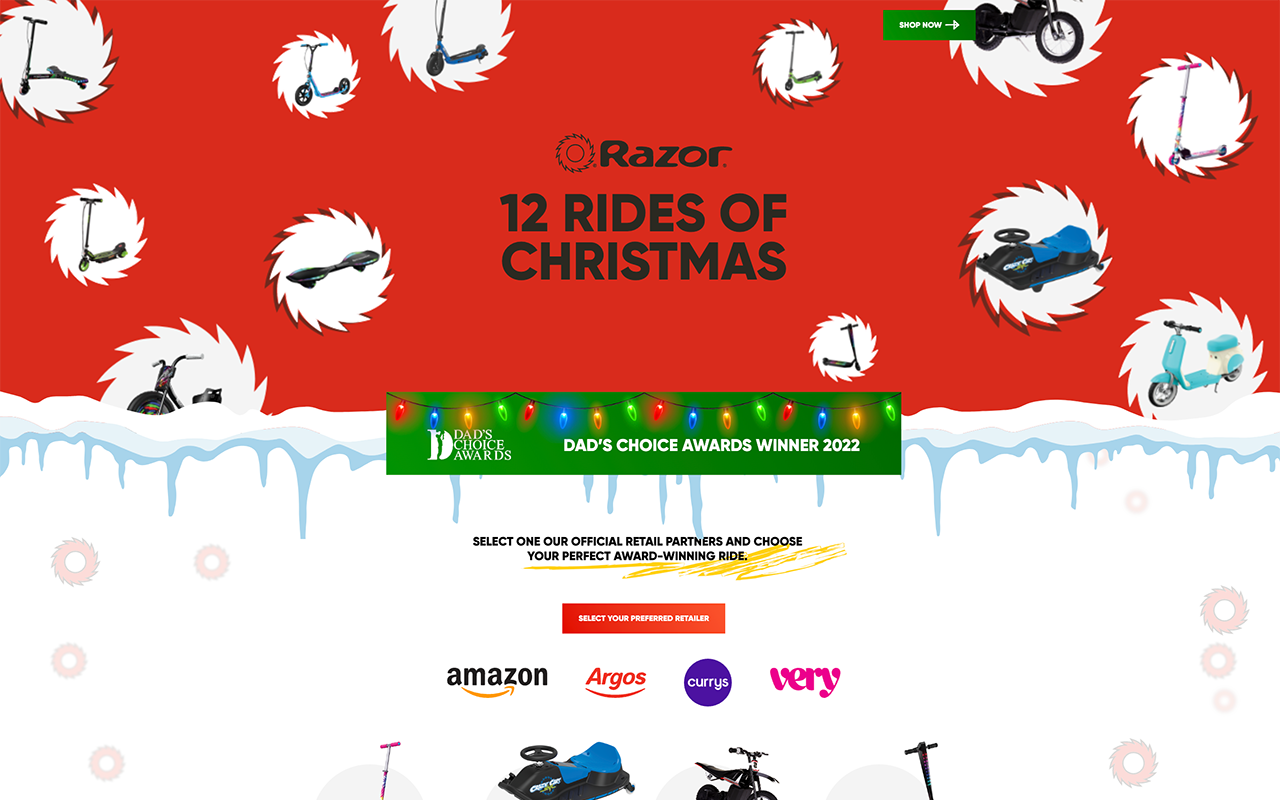 SHOP NOW
Razor
12 RIDES OF
CHRISTMAS
DAD'S
CHOICE
AWARDS
DAD'S CHOICE AWARDS WINNER 2022
SELECT ONE OUR OFFICIAL RETAIL PARTNERS AND CHOOSE
YOUR PERFECT AWARD-WINNING RIDE.
SELECT YOUR PREFERRED RETAILER
amazon
Argos
currys
very